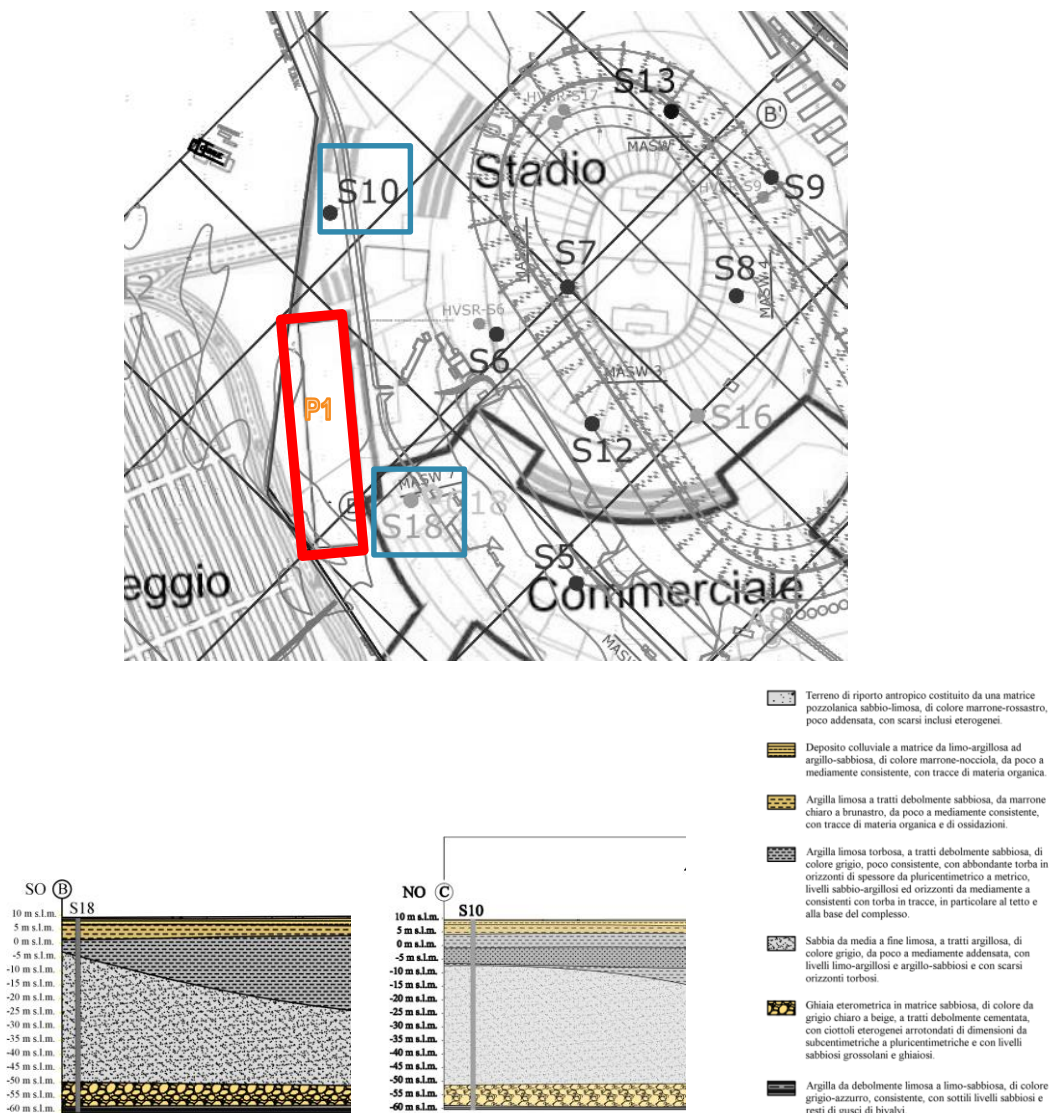 S13
HVSR-S17
B'
MASW 1
Stadio
S10
HVSR-S9
S9
MASW 2
S7
S8
MASW 4
HVSR-S6
S6
MASW 3
P1
S16
S12
MASW 7
S18
S5
eggio
Commerciale
Terreno di riporto antropico costituito da una matrice
pozzolanica sabbio-limosa, di colore marrone-rossastro,
poco addensata, con scarsi inclusi eterogenei.
Deposito colluviale a matrice da limo-argillosa ad
argillo-sabbiosa, di colore marrone-nocciola, da poco a
mediamente consistente, con tracce di materia organica.
Argilla limosa a tratti debolmente sabbiosa, da marrone
chiaro a brunastro, da poco a mediamente consistente,
con tracce di materia organica e di ossidazioni.
Argilla limosa torbosa, a tratti debolmente sabbiosa, di
colore grigio, poco consistente, con abbondante torba in
orizzonti di spessore da pluricentimetrico a metrico,
livelli sabbio-argillosi ed orizzonti da mediamente a
consistenti con torba in tracce, in particolare al tetto e
alla base del complesso.
Sabbia da media a fine limosa, a tratti argillosa, di
colore grigio, da poco a mediamente addensata, con
livelli limo-argillosi e argillo-sabbiosi e con scarsi
orizzonti torbosi.
Ghiaia eterometrica in matrice sabbiosa, di colore da
grigio chiaro a beige, a tratti debolmente cementata,
con ciottoli eterogenei arrotondati di dimensioni da
subcentimetriche a pluricentimetriche e con livelli
sabbiosi grossolani e ghiaiosi.
Argilla da debolmente limosa a limo-sabbiosa, di colore
grigio-azzurro, consistente, con sottili livelli sabbiosi e
resti di gusci di bivalvi.
SO B
S18
10 m s.l.m.
5 m s.l.m.
0 m s.l.m.
-5 m s.l.m.
-10 m s.l.m.
-15 m s.l.m.
-20 m s.l.m.
-25 m s.l.m.
-30 m s.l.m.
-35 m s.l.m.
-40 m s.l.m.
-45 m s.l.m.
-50 m s.l.m.
-55 m s.l.m.
-60 m s.l.m.
NO C
S10
10 m s.l.m.
5 m s.l.m.
0 m s.l.m.
-5 m s.l.m.
-10 m s.l.m.
-15 m s.l.m.
-20 m s.l.m.
-25 m s.l.m.
-30 m s.l.m.
-35 m s.l.m.
-40 m s.l.m.
-45 m s.l.m.
-50 m s.l.m.
-55 m s.l.m.
-60 m s.l.m.